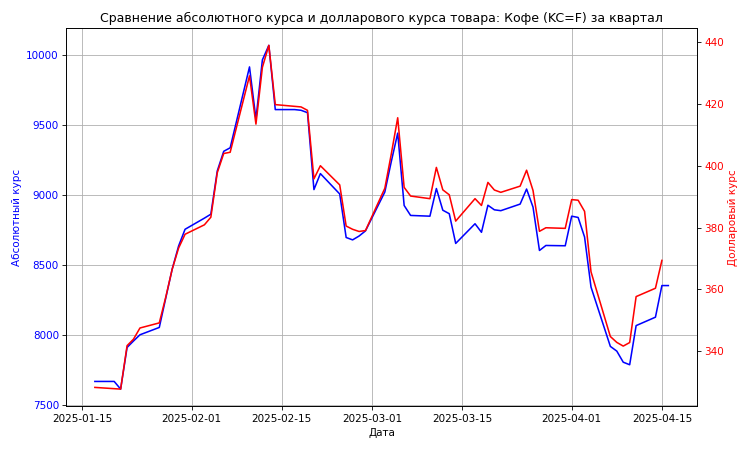 Сравнение абсолютного курса и долларового курса товара: Кофе (KC=F) за квартал
10000
9500
9000
8500
8000
7500
Абсолютный курс
440
420
400
380
360
340
Долларовый курс
2025-01-15 2025-02-01 2025-02-15 2025-03-01 2025-03-15 2025-04-01 2025-04-15
Дата